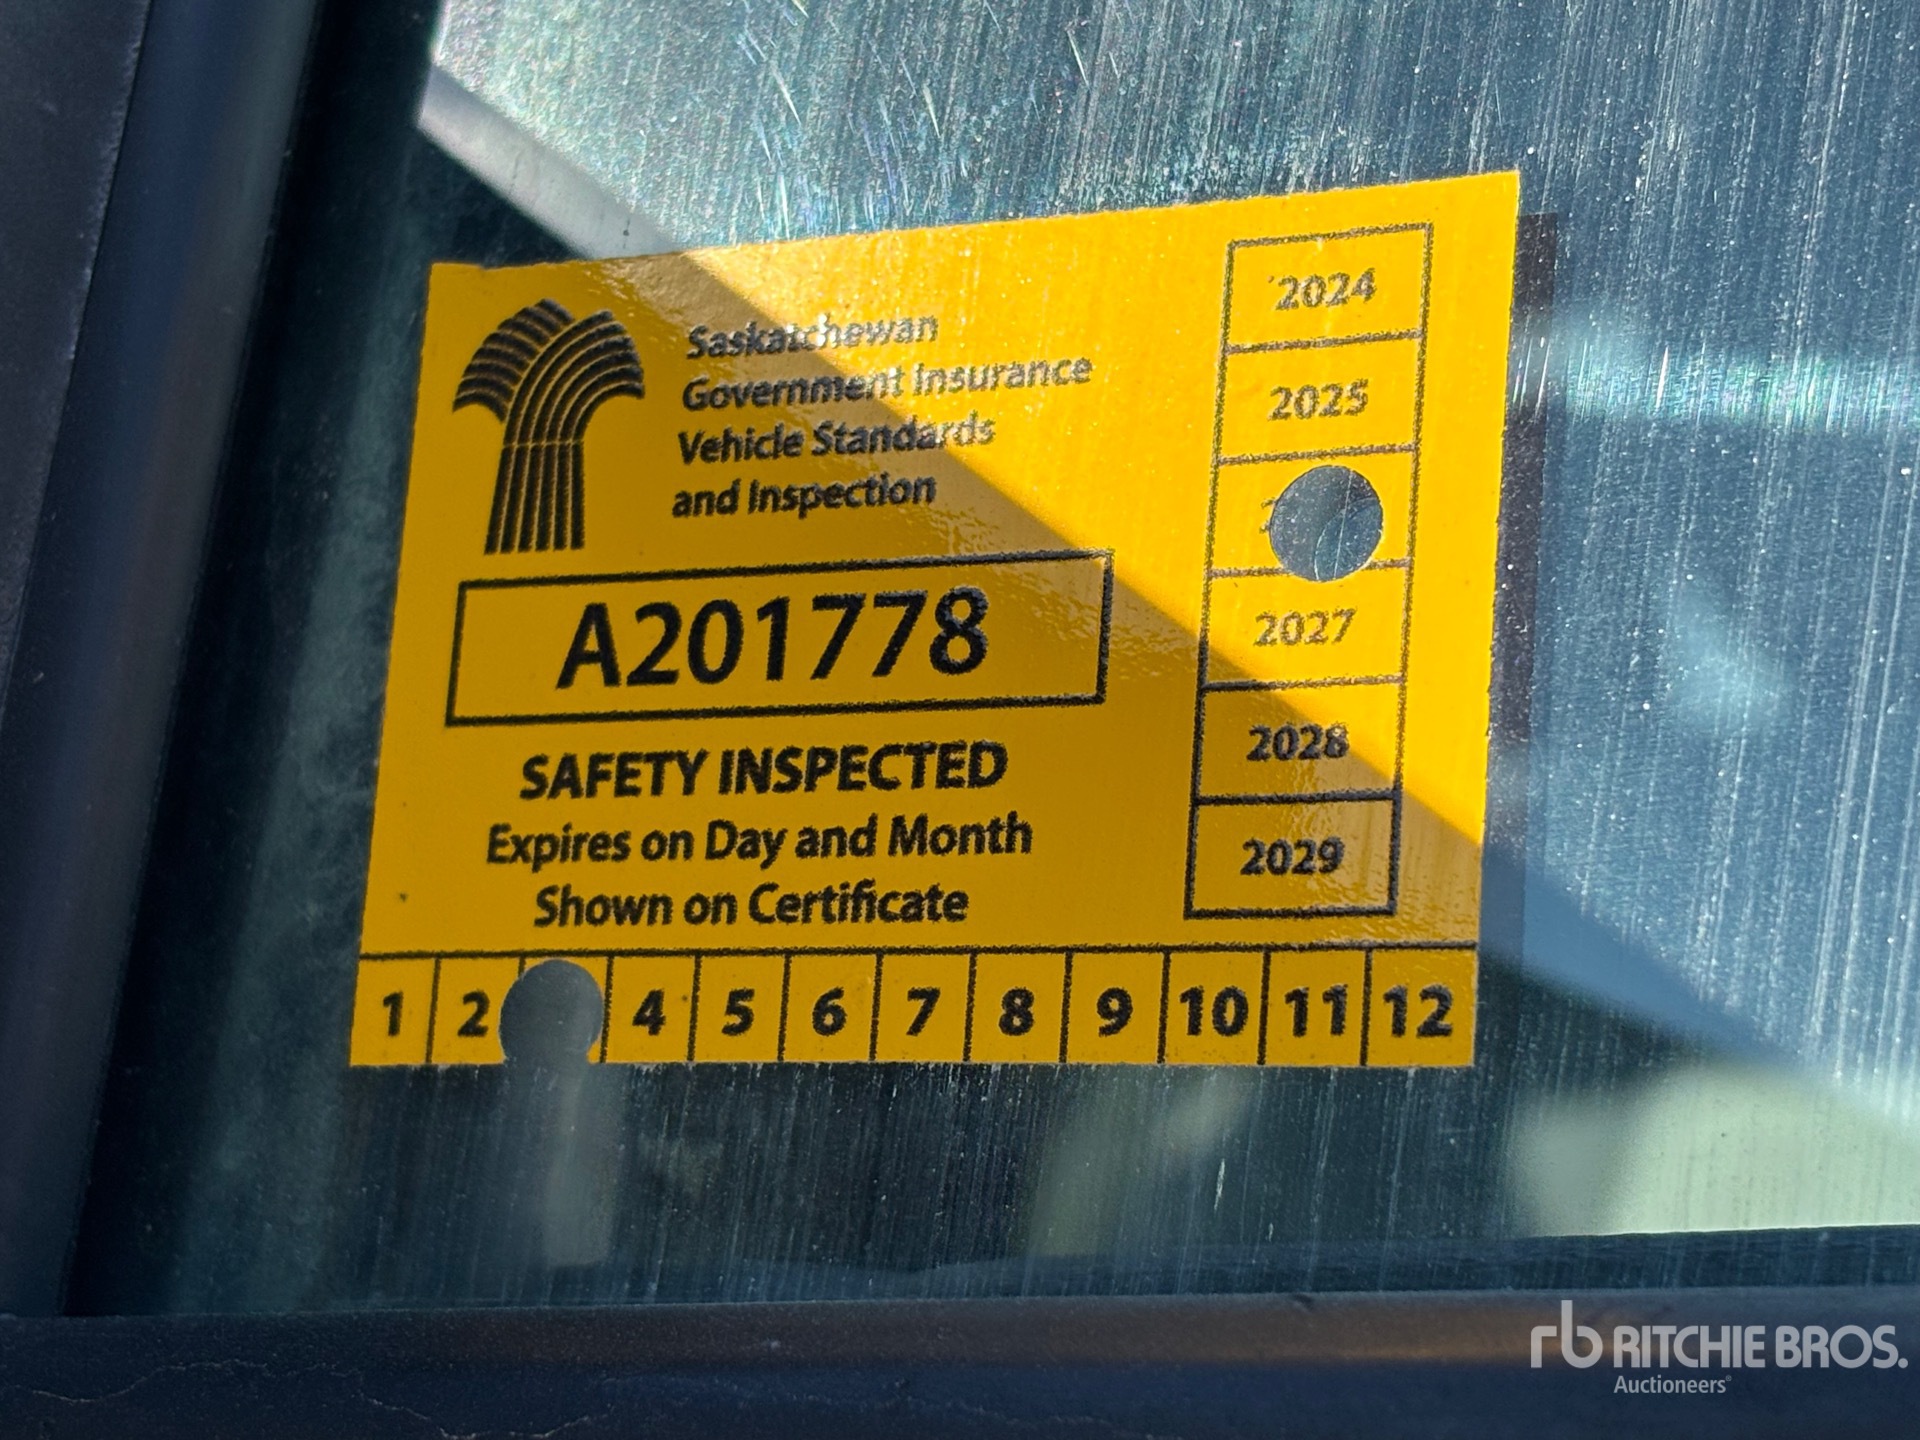 Saskatchewan
Government Insurance
Vehicle Standards
and Inspection
A201778
SAFETY INSPECTED
Expires on Day and Month
Shown on Certificate
2024
2025
2027
2028
2029
1 2 4 5 6 7 8 9 10 11 12
rb RITCHIE BROS.
Auctioneers